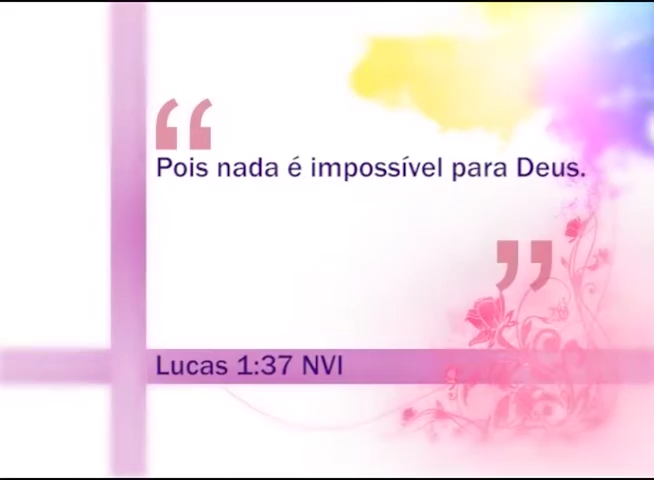 “
Pois nada é impossível para Deus.
”
Lucas 1:37 NVI